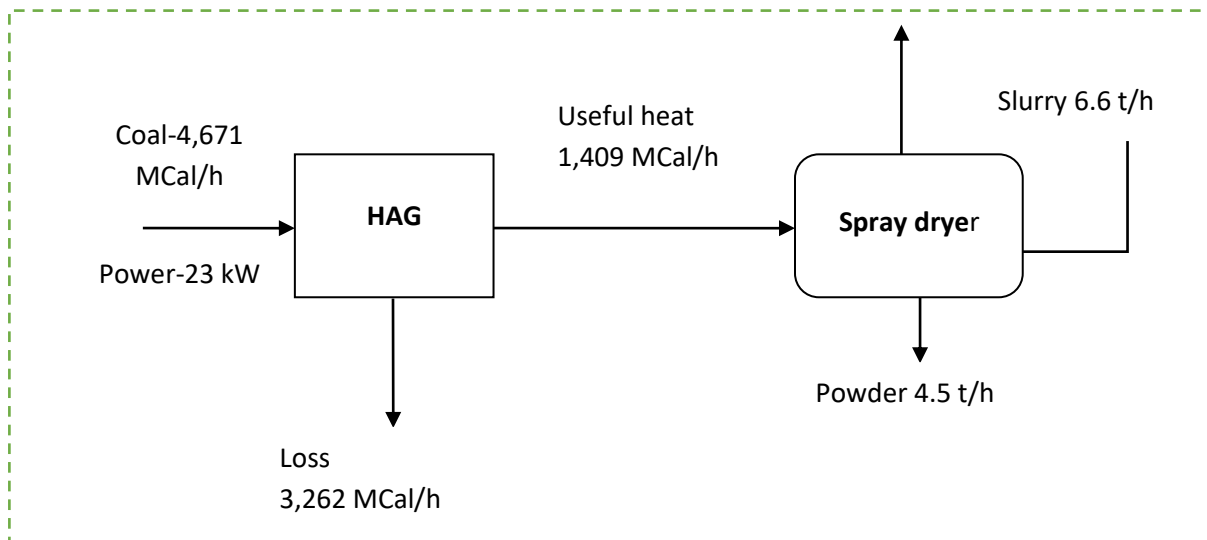 Slurry 6.6 t/h
Useful heat
1,409 MCal/h
Coal-4,671
MCal/h
HAG
Spray dryer
Power-23 kW
Powder 4.5 t/h
Loss
3,262 MCal/h